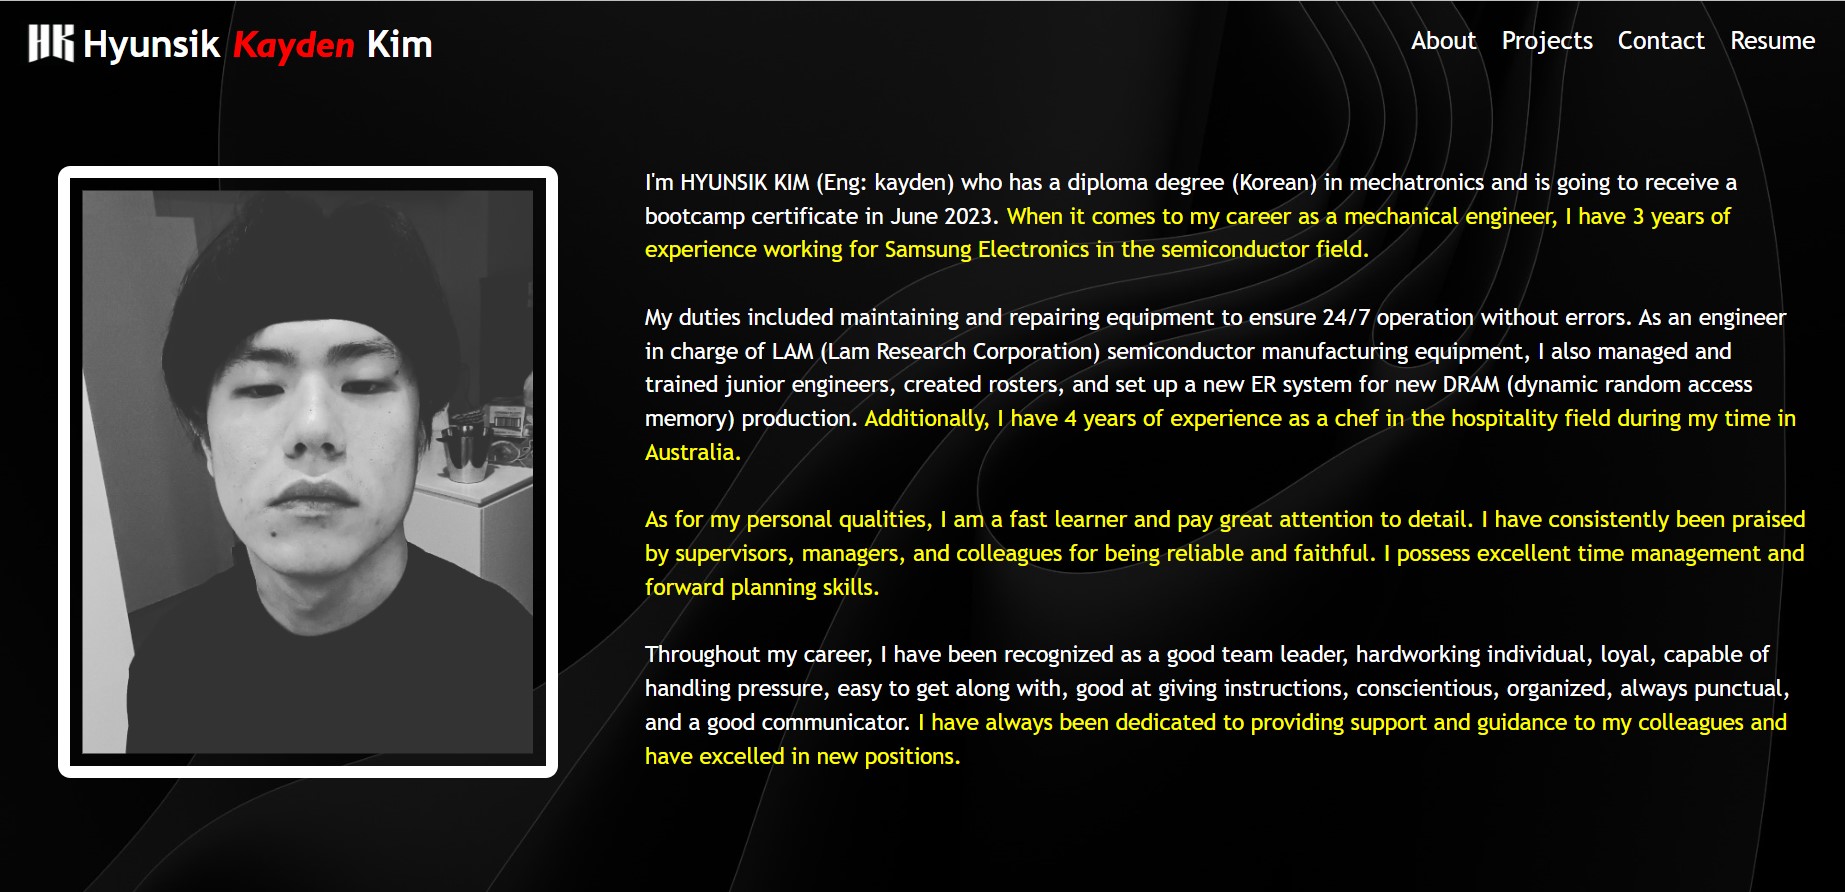 HK Hyunsik Kayden Kim
About Projects Contact Resume
I'm HYUNSIK KIM (Eng: kayden) who has a diploma degree (Korean) in mechatronics and is going to receive a
bootcamp certificate in June 2023. When it comes to my career as a mechanical engineer, I have 3 years of
experience working for Samsung Electronics in the semiconductor field.
My duties included maintaining and repairing equipment to ensure 24/7 operation without errors. As an engineer
in charge of LAM (Lam Research Corporation) semiconductor manufacturing equipment, I also managed and
trained junior engineers, created rosters, and set up a new ER system for new DRAM (dynamic random access
memory) production. Additionally, I have 4 years of experience as a chef in the hospitality field during my time in
Australia.
As for my personal qualities, I am a fast learner and pay great attention to detail. I have consistently been praised
by supervisors, managers, and colleagues for being reliable and faithful. I possess excellent time management and
forward planning skills.
Throughout my career, I have been recognized as a good team leader, hardworking individual, loyal, capable of
handling pressure, easy to get along with, good at giving instructions, conscientious, organized, always punctual,
and a good communicator. I have always been dedicated to providing support and guidance to my colleagues and
have excelled in new positions.